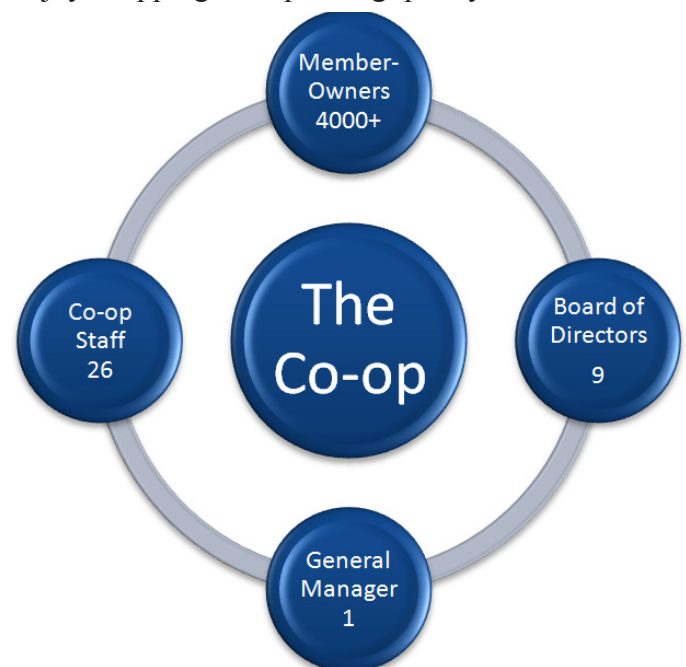 Member-
Owners
4000+
Co-op
Staff
26
The
Co-op
Board of
Directors
9
General
Manager
1